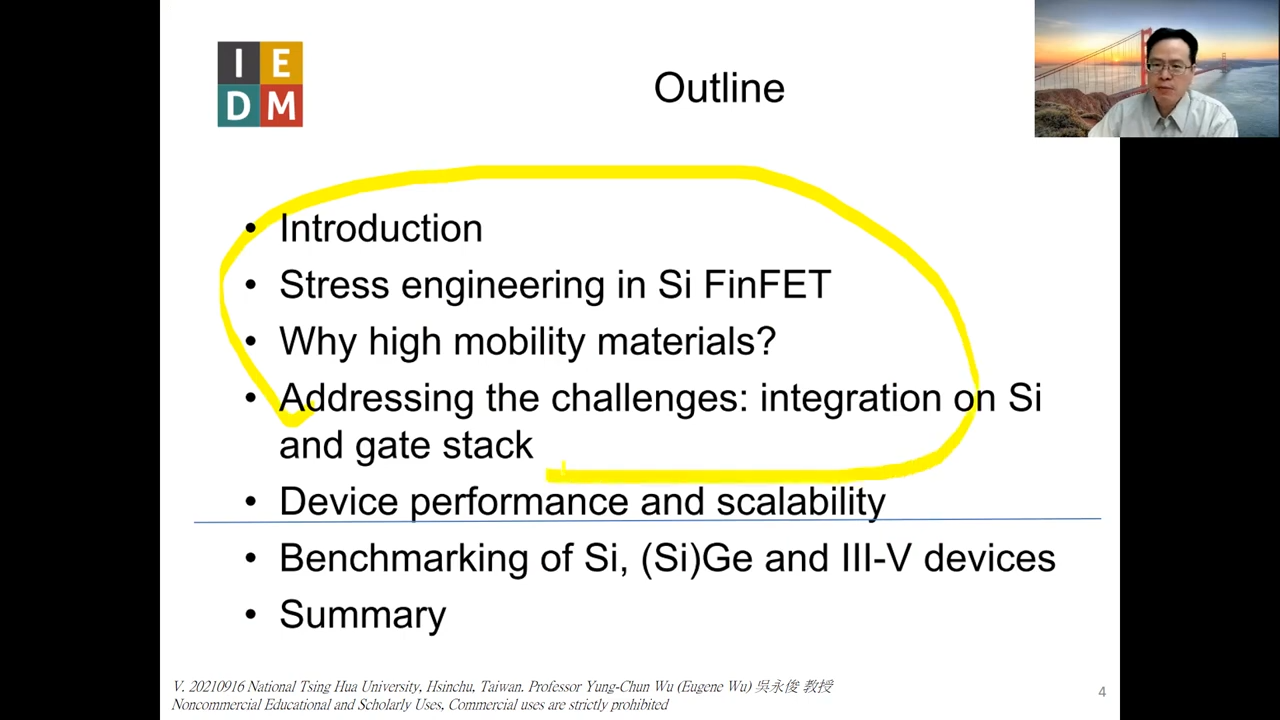 I E
D M
Outline
• Introduction
• Stress engineering in Si FinFET
• Why high mobility materials?
• Addressing the challenges: integration on Si
and gate stack
• Device performance and scalability
• Benchmarking of Si, (Si)Ge and III-V devices
• Summary
V. 20210916 National Tsing Hua University, Hsinchu, Taiwan. Professor Yung-Chun Wu (Eugene Wu) 吳永俊 教授
Noncommercial Educational and Scholarly Uses, Commercial uses are strictly prohibited
4